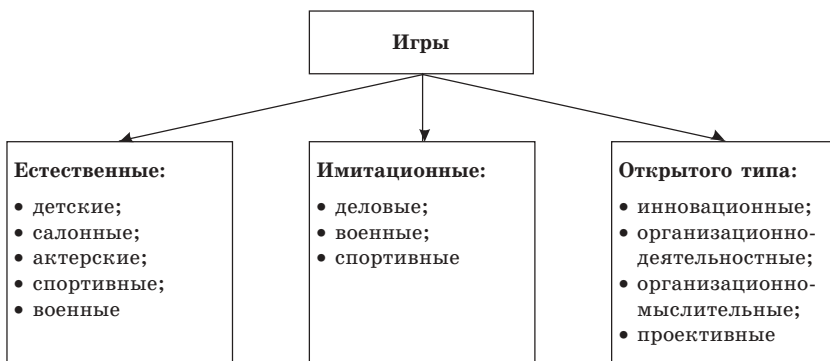 Игры
Естественные:
• детские;
• салонные;
• актерские;
• спортивные;
• военные
Имитационные:
• деловые;
• военные;
• спортивные
Открытого типа:
• инновационные;
• организационно-
деятельностные;
• организационно-
мыслительные;
• проективные